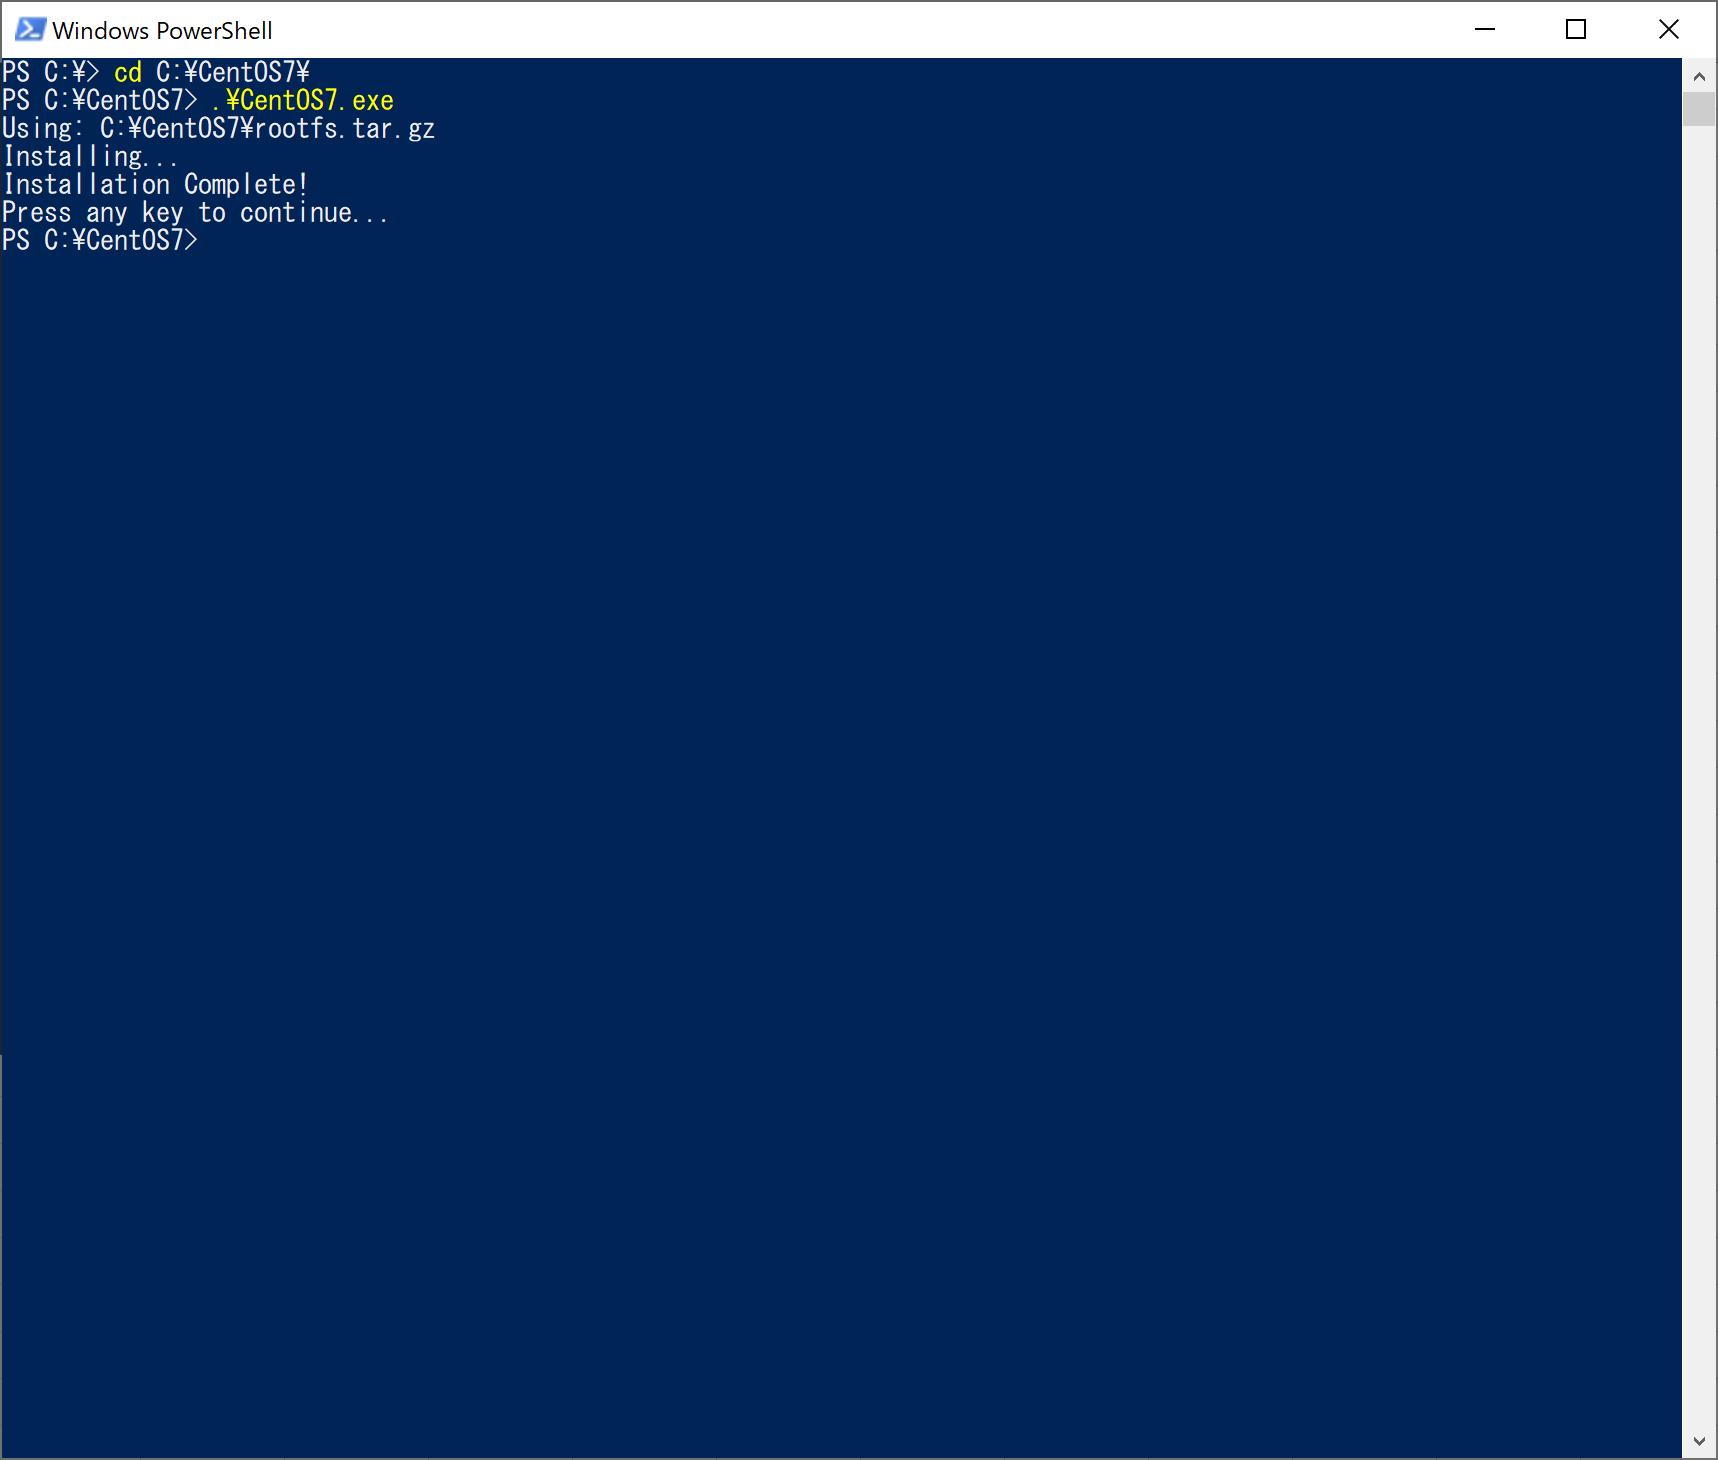 Windows PowerShell
PS C:¥> cd C:¥CentOS7¥
PS C:¥CentOS7> .¥CentOS7.exe
Using: C:¥CentOS7¥rootfs.tar.gz
Installing...
Installation Complete!
Press any key to continue...
PS C:¥CentOS7>